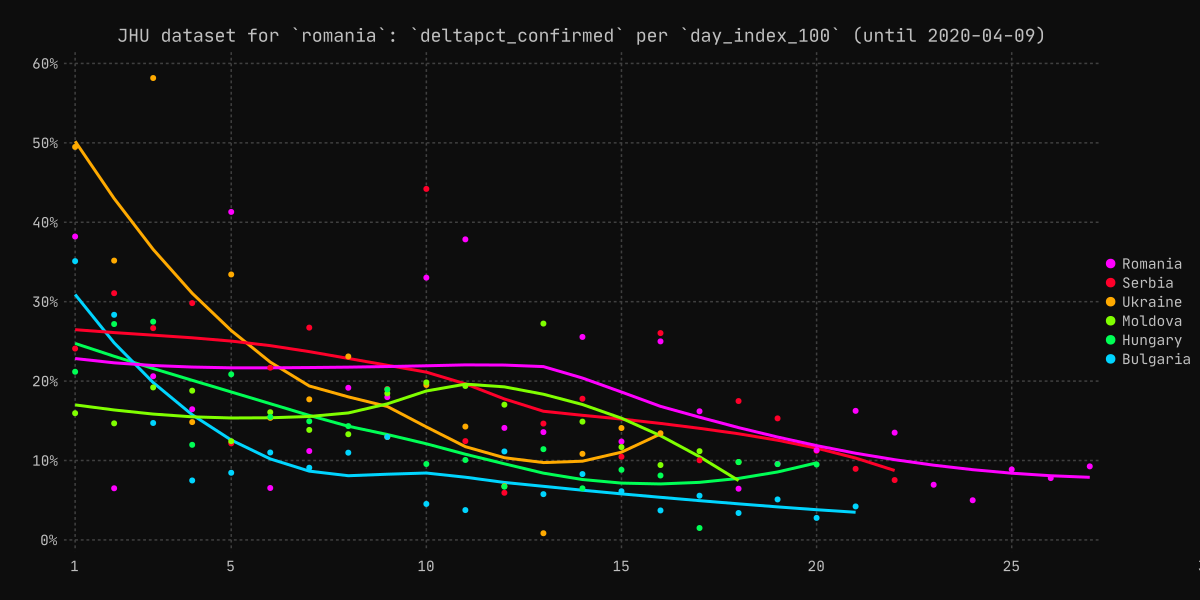 JHU dataset for `romania`: `deltapct_confirmed` per `day_index_100` (until 2020-04-09)
60%
50%
40%
30%
20%
10%
0%
1 5 10 15 20 25
Romania
Serbia
Ukraine
Moldova
Hungary
Bulgaria